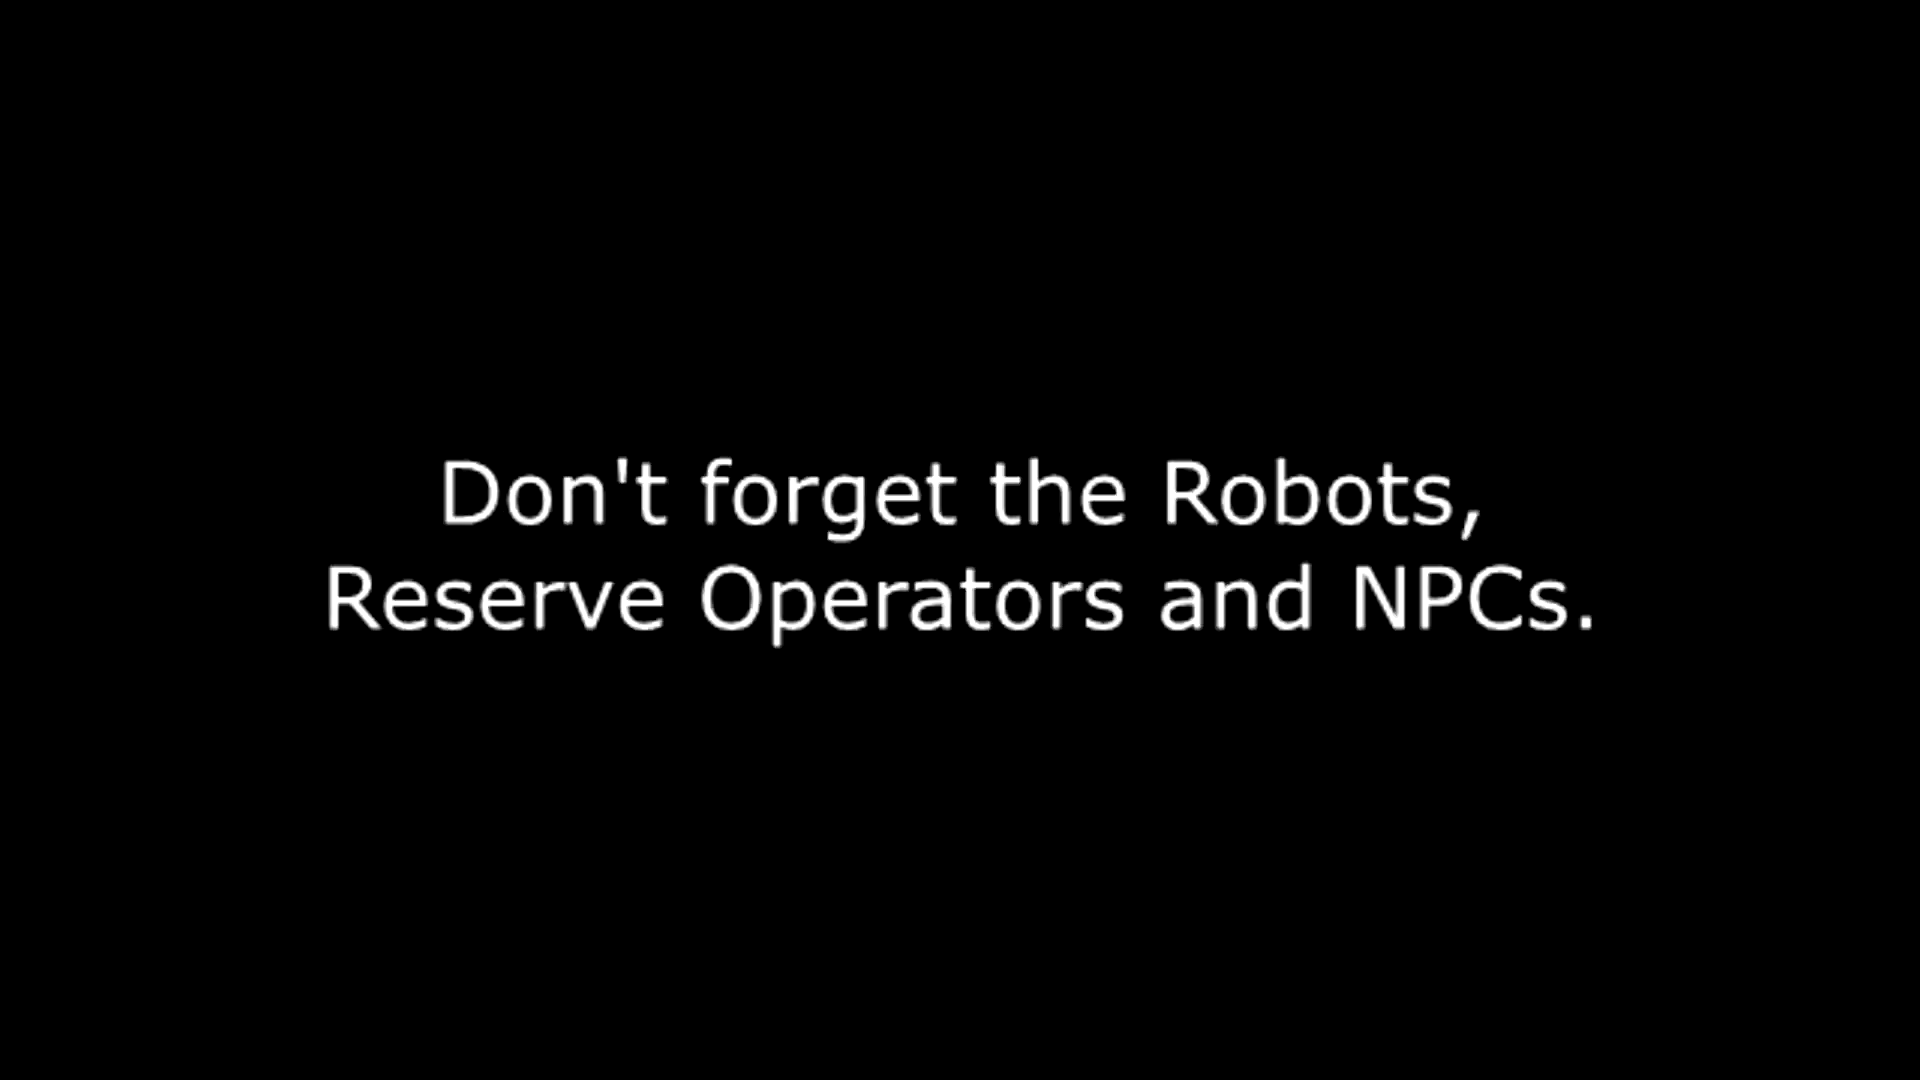 Don't forget the Robots,
Reserve Operators and NPCs.